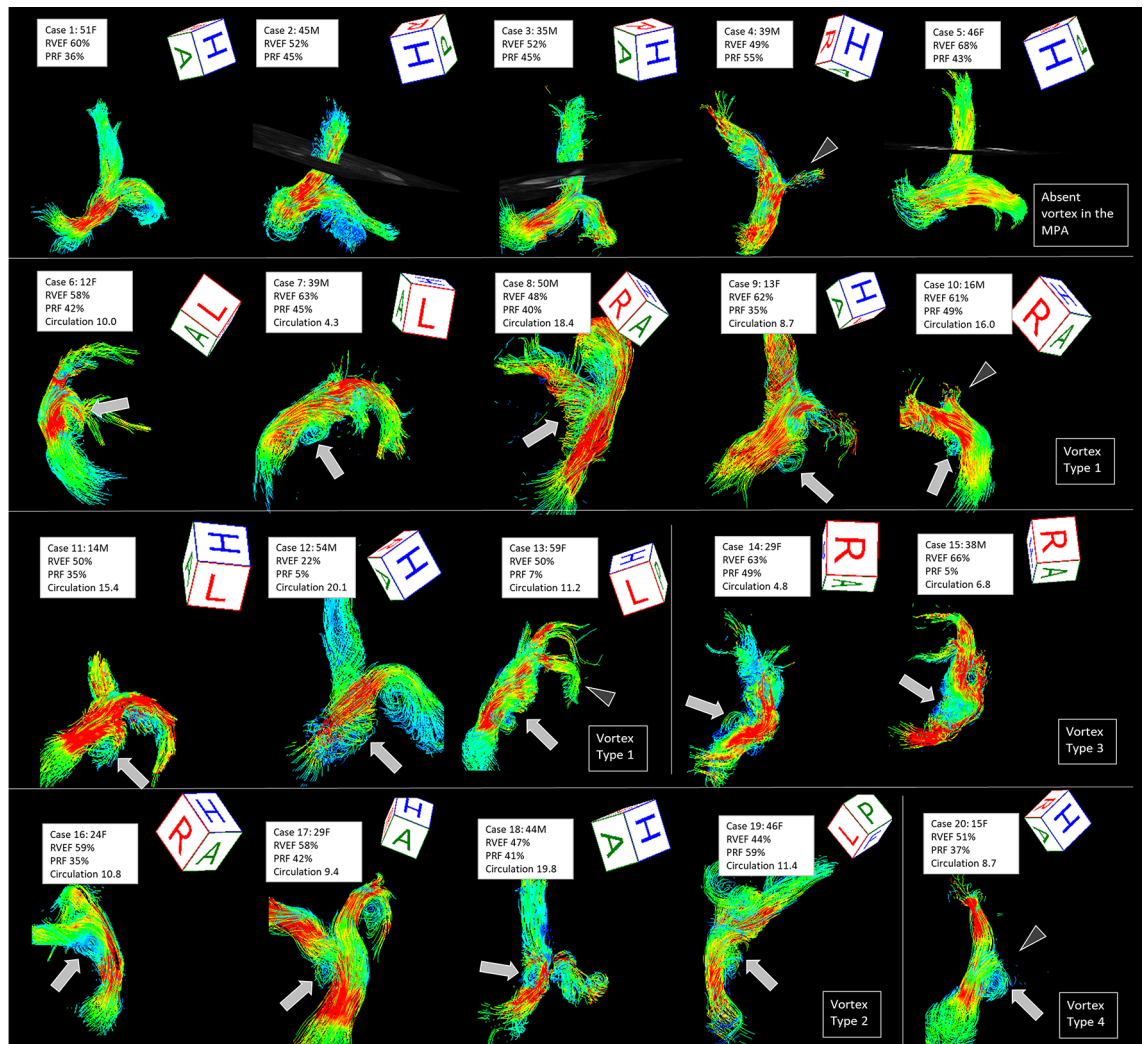 Case 1: 51F
RVEF 60%
PRF 36%
A H
Case 2: 45M
RVEF 52%
PRF 45%
R H P
Case 3: 35M
RVEF 52%
PRF 45%
A H
Case 4: 39M
RVEF 49%
PRF 55%
R H
Case 5: 46F
RVEF 68%
PRF 43%
H
Absent
vortex in the
MPA
Case 6: 12F
RVEF 58%
PRF 42%
Circulation 10.0
L
A
Case 7: 39M
RVEF 63%
PRF 45%
Circulation 4.3
H
A L
Case 8: 50M
RVEF 48%
PRF 40%
Circulation 18.4
H
R A
Case 9: 13F
RVEF 62%
PRF 35%
Circulation 8.7
A H
Case 10: 16M
RVEF 61%
PRF 49%
Circulation 16.0
H
R A
Vortex
Type 1
Case 11: 14M
RVEF 50%
PRF 35%
Circulation 15.4
H
L
Case 12: 54M
RVEF 22%
PRF 5%
Circulation 20.1
A H
Case 13: 59F
RVEF 50%
PRF 7%
Circulation 11.2
H P
L
Vortex
Type 1
Case 14: 29F
RVEF 63%
PRF 49%
Circulation 4.8
R
A
Case 15: 38M
RVEF 66%
PRF 5%
Circulation 6.8
R
A
Vortex
Type 3
Case 16: 24F
RVEF 59%
PRF 35%
Circulation 10.8
H
R A
Case 17: 29F
RVEF 58%
PRF 42%
Circulation 9.4
H
A
Case 18: 44M
RVEF 47%
PRF 41%
Circulation 19.8
A H
Case 19: 46F
RVEF 44%
PRF 59%
Circulation 11.4
P
L F
Vortex
Type 2
Case 20: 15F
RVEF 51%
PRF 37%
Circulation 8.7
R
A H
Vortex
Type 4